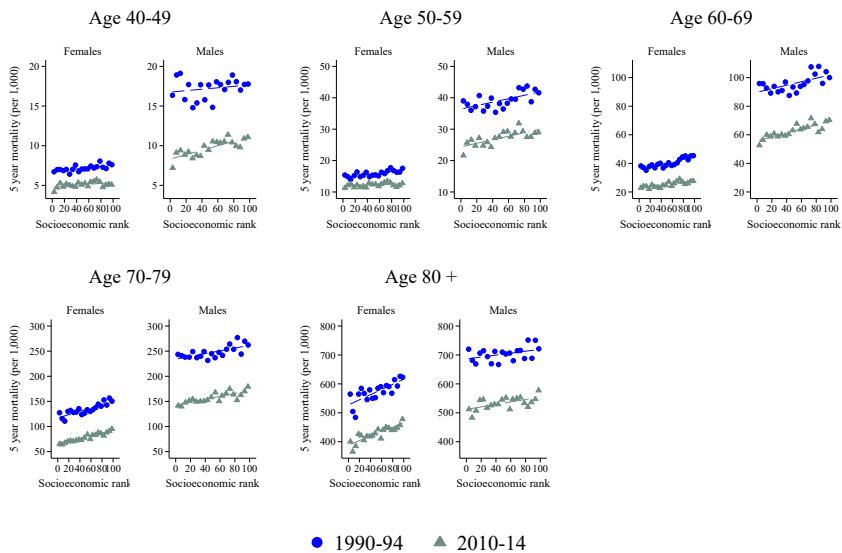 Age 40-49
Age 50-59
Age 60-69
Females
Males
Females
Males
Females
Males
5 year mortality (per 1,000)
20
15
10
5
20
15
10
5
0 20 40 60 80 100
0 20 40 60 80 100
Socioeconomic rank
Socioeconomic rank
5 year mortality (per 1,000)
50
40
30
20
10
50
40
30
20
10
0 20 40 60 80 100
0 20 40 60 80 100
Socioeconomic rank
Socioeconomic rank
5 year mortality (per 1,000)
100
80
60
40
20
100
80
60
40
20
0 20 40 60 80 100
0 20 40 60 80 100
Socioeconomic rank
Socioeconomic rank
Age 70-79
Age 80 +
Females
Males
Females
Males
5 year mortality (per 1,000)
300
250
200
150
100
50
300
250
200
150
100
50
0 20 40 60 80 100
0 20 40 60 80 100
Socioeconomic rank
Socioeconomic rank
5 year mortality (per 1,000)
800
700
600
500
400
800
700
600
500
400
0 20 40 60 80 100
0 20 40 60 80 100
Socioeconomic rank
Socioeconomic rank
1990-94
2010-14